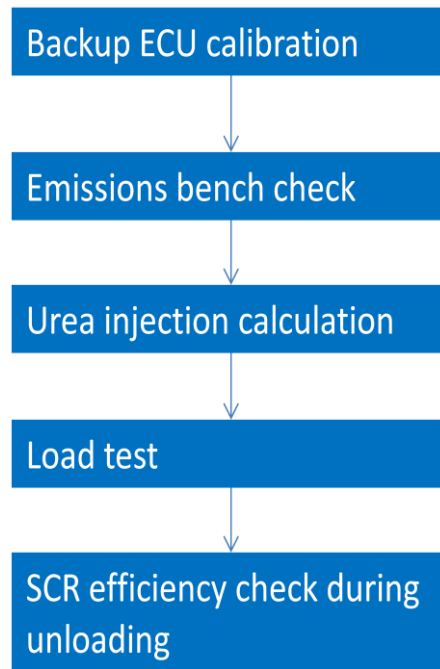 Backup ECU calibration
Emissions bench check
Urea injection calculation
Load test
SCR efficiency check during
unloading